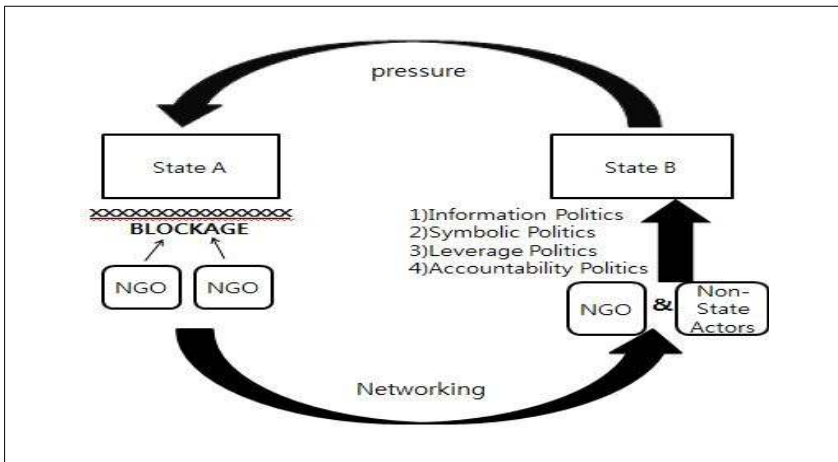 pressure
State A
State B
XXXXXXXXXXXXXXXXX
BLOCKAGE
1)Information Politics
2)Symbolic Politics
3)Leverage Politics
4)Accountability Politics
NGO
NGO
NGO
&
Non-
State
Actors
Networking